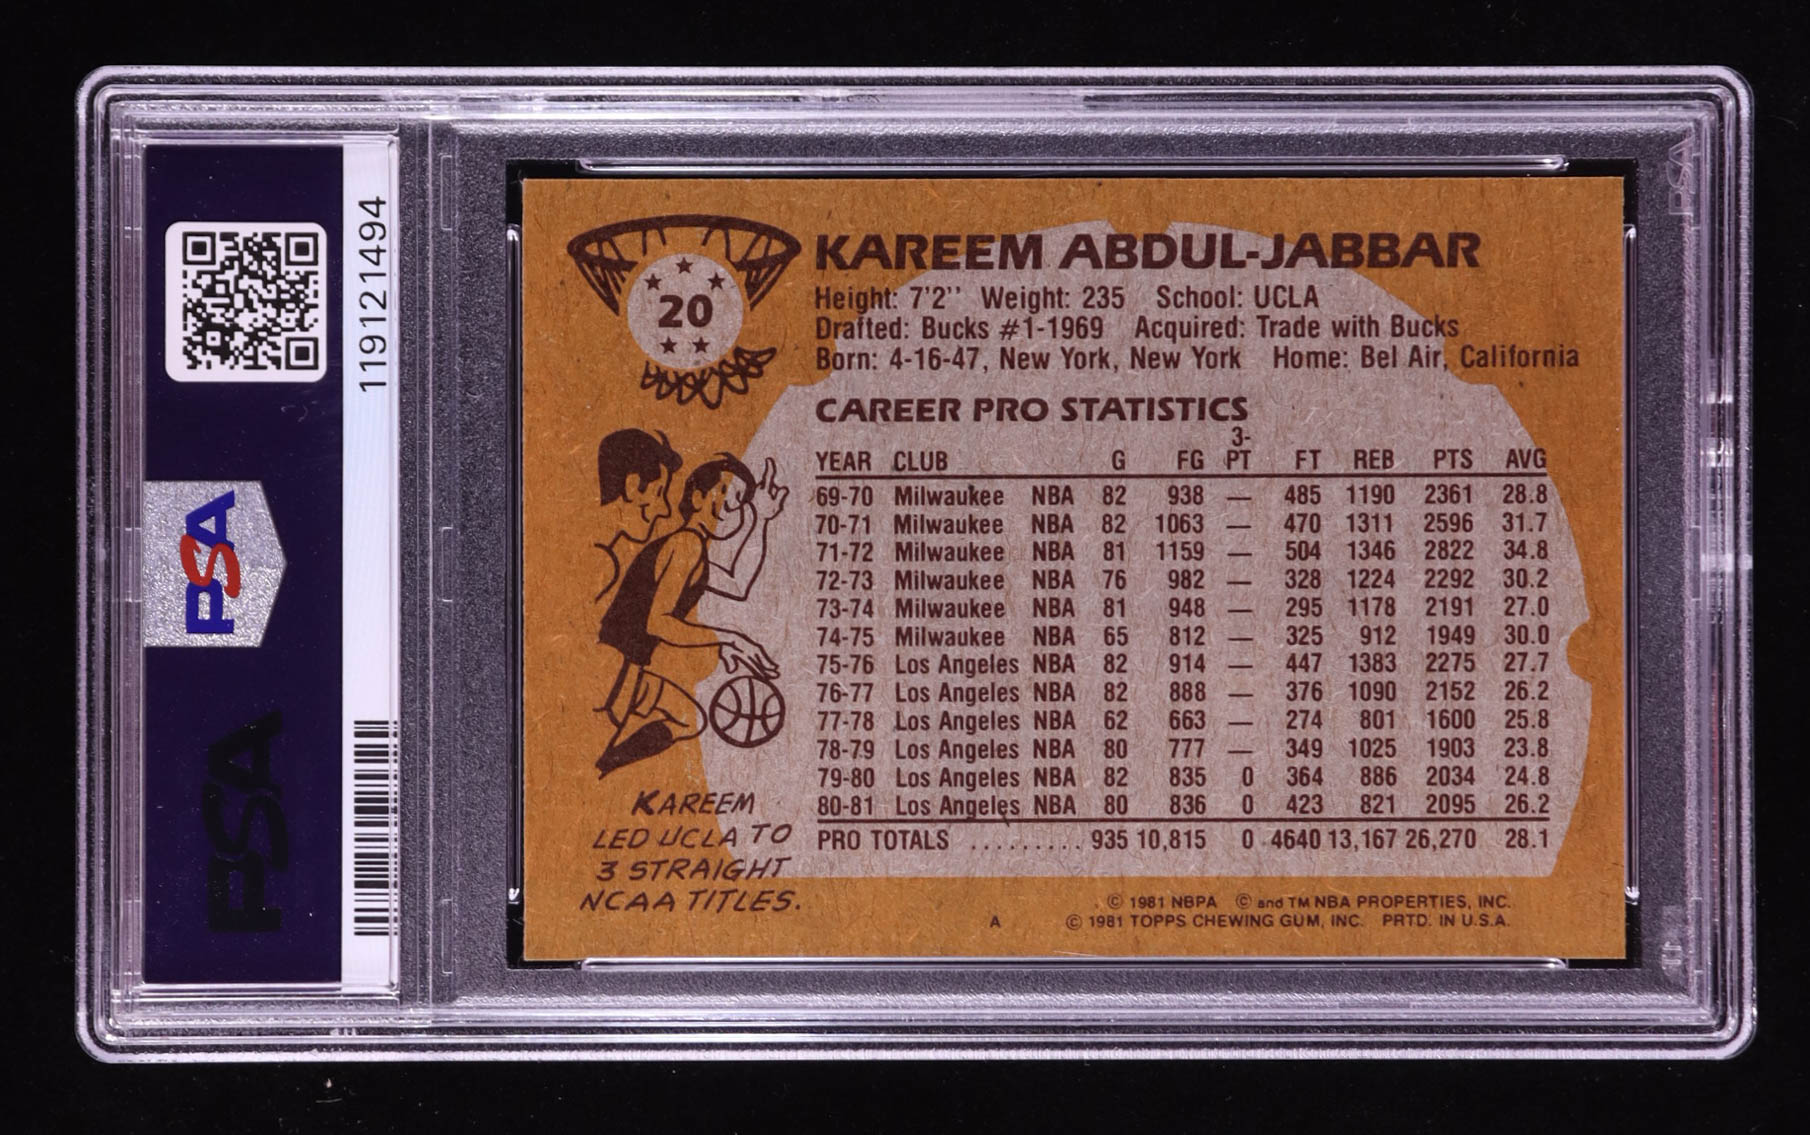 119121494
PSA
PSA
20
KAREEM ABDUL-JABBAR
Height: 7'2'' Weight: 235 School: UCLA
Drafted: Bucks #1-1969 Acquired: Trade with Bucks
Born: 4-16-47, New York, New York Home: Bel Air, California
CAREER PRO STATISTICS
YEAR CLUB G FG 3-PT FT REB PTS AVG
69-70 Milwaukee NBA 82 938 — 485 1190 2361 28.8
70-71 Milwaukee NBA 82 1063 — 470 1311 2596 31.7
71-72 Milwaukee NBA 81 1159 — 504 1346 2822 34.8
72-73 Milwaukee NBA 76 982 — 328 1224 2292 30.2
73-74 Milwaukee NBA 81 948 — 295 1178 2191 27.0
74-75 Milwaukee NBA 65 812 — 325 912 1949 30.0
75-76 Los Angeles NBA 82 914 — 447 1383 2275 27.7
76-77 Los Angeles NBA 82 888 — 376 1090 2152 26.2
77-78 Los Angeles NBA 62 663 — 274 801 1600 25.8
78-79 Los Angeles NBA 80 777 — 349 1025 1903 23.8
79-80 Los Angeles NBA 82 835 0 364 886 2034 24.8
80-81 Los Angeles NBA 80 836 0 423 821 2095 26.2
PRO TOTALS ......... 935 10,815 0 4640 13,167 26,270 28.1
KAREEM
LED UCLA TO
3 STRAIGHT
NCAA TITLES.
© 1981 NBPA © and TM NBA PROPERTIES, INC.
A © 1981 TOPPS CHEWING GUM, INC. PRTD. IN U.S.A.
PSA